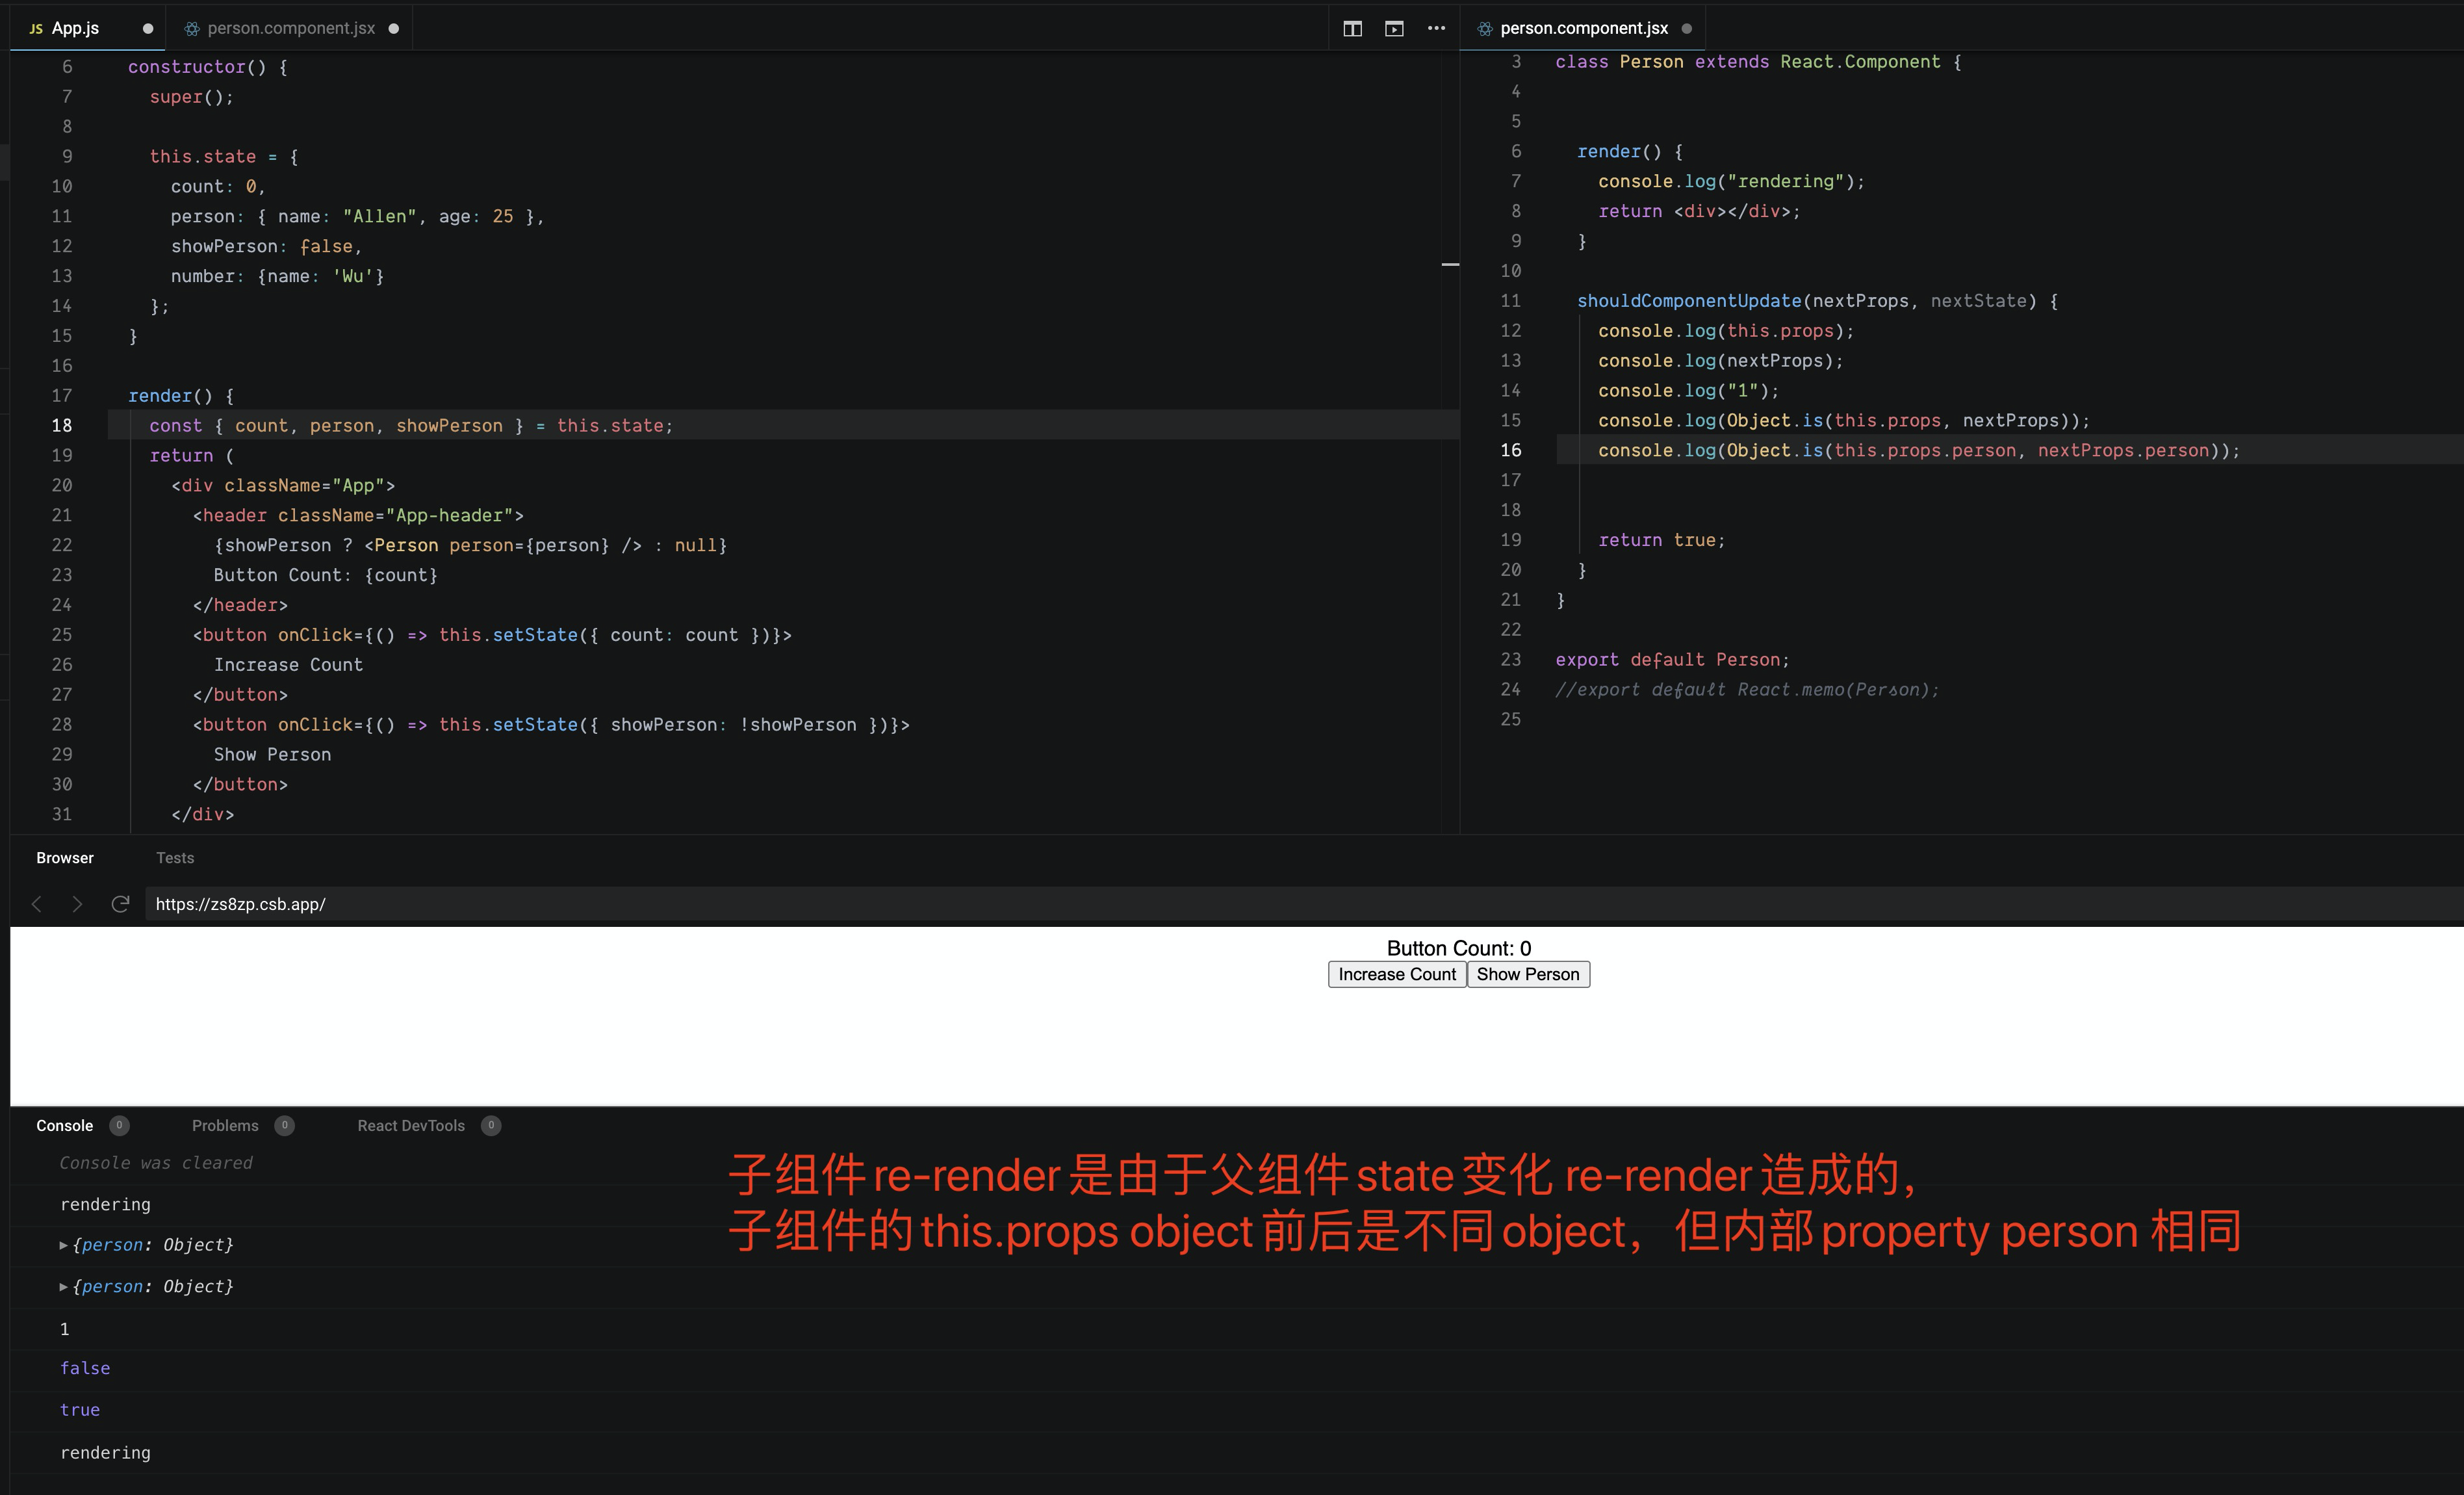 JS App.js
person.component.jsx
6 constructor() {
7 super();
8
9 this.state = {
10 count: 0,
11 person: { name: "Allen", age: 25 },
12 showPerson: false,
13 number: {name: 'Wu'}
14 };
15 }
16
17 render() {
18 const { count, person, showPerson } = this.state;
19 return (
20 <div className="App">
21 <header className="App-header">
22 {showPerson ? <Person person={person} /> : null}
23 Button Count: {count}
24 </header>
25 <button onClick={() => this.setState({ count: count })}>
26 Increase Count
27 </button>
28 <button onClick={() => this.setState({ showPerson: !showPerson })}>
29 Show Person
30 </button>
31 </div>
person.component.jsx
3 class Person extends React.Component {
4
5
6 render() {
7 console.log("rendering");
8 return <div></div>;
9 }
10
11 shouldComponentUpdate(nextProps, nextState) {
12 console.log(this.props);
13 console.log(nextProps);
14 console.log("1");
15 console.log(Object.is(this.props, nextProps));
16 console.log(Object.is(this.props.person, nextProps.person));
17
18
19 return true;
20 }
21 }
22
23 export default Person;
24 //export default React.memo(Person);
25
Browser Tests
https://zs8zp.csb.app/
Button Count: 0
Increase Count Show Person
Console 0 Problems 0 React DevTools 0
Console was cleared
rendering
{person: Object}
{person: Object}
1
false
true
rendering
子组件 re-render 是由于父组件 state 变化 re-render 造成的，
子组件的 this.props object 前后是不同 object，但内部 property person 相同